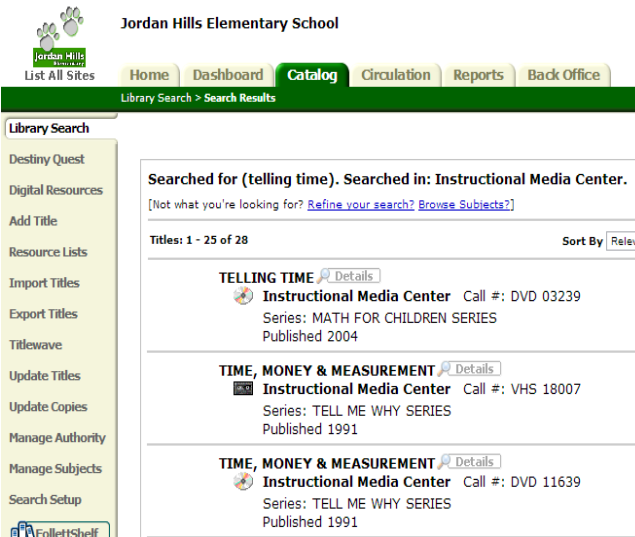 Jordan Hills Elementary School
Jordan Hills
Elementary
List All Sites
Home
Dashboard
Catalog
Circulation
Reports
Back Office
Library Search > Search Results
Library Search
Destiny Quest
Digital Resources
Add Title
Resource Lists
Import Titles
Export Titles
Titlewave
Update Titles
Update Copies
Manage Authority
Manage Subjects
Search Setup
FollettShelf
Searched for (telling time). Searched in: Instructional Media Center.
[Not what you're looking for? Refine your search? Browse Subjects?]
Titles: 1 - 25 of 28
Sort By
TELLING TIME Details
Instructional Media Center Call #: DVD 03239
Series: MATH FOR CHILDREN SERIES
Published 2004
TIME, MONEY & MEASUREMENT Details
Instructional Media Center Call #: VHS 18007
Series: TELL ME WHY SERIES
Published 1991
TIME, MONEY & MEASUREMENT Details
Instructional Media Center Call #: DVD 11639
Series: TELL ME WHY SERIES
Published 1991